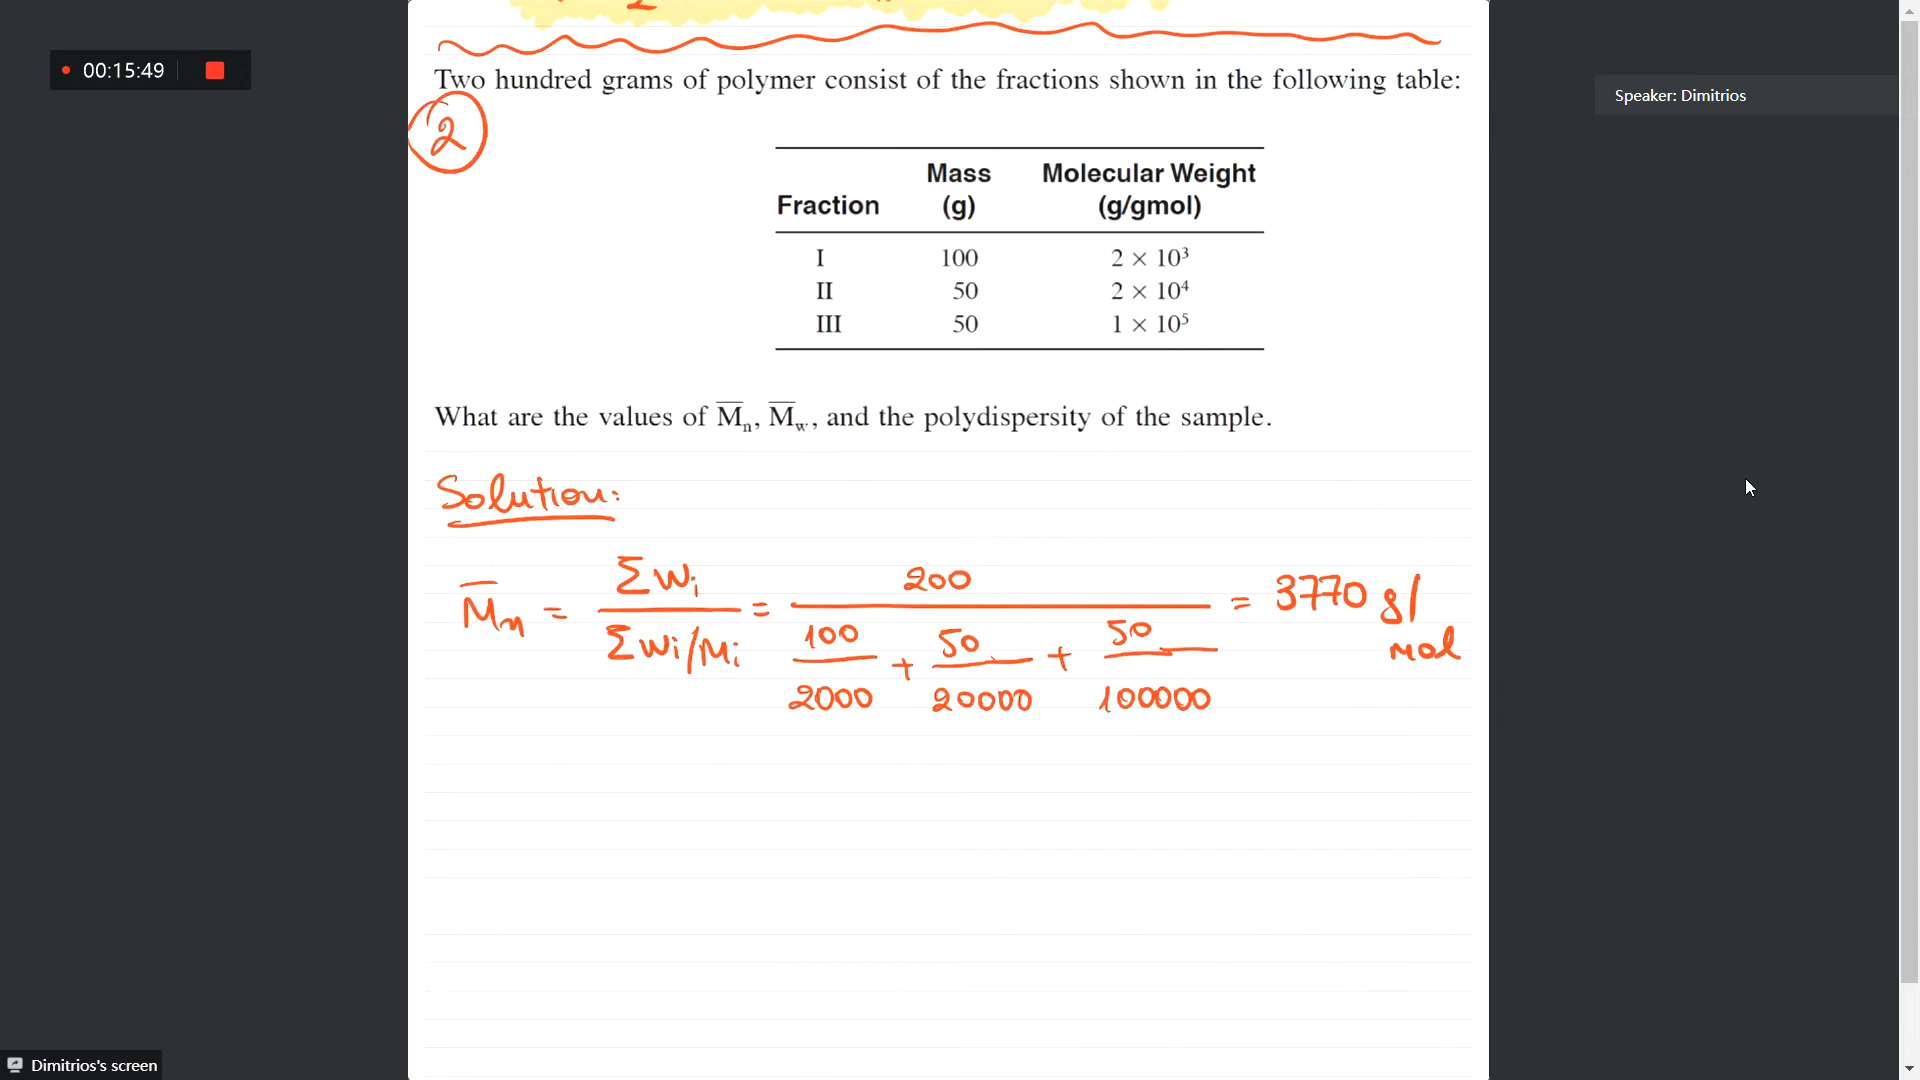 00:15:49
Speaker: Dimitrios
Two hundred grams of polymer consist of the fractions shown in the following table:
2
Fraction Mass (g) Molecular Weight (g/gmol)
I 100 2 × 10³
II 50 2 × 10⁴
III 50 1 × 10⁵
What are the values of M̅n, M̅w, and the polydispersity of the sample.
Solution:
M̅n = ΣWi / ΣWi/Mi = 200 / (100/2000 + 50/20000 + 50/100000) = 3770 g/mol
Dimitrios's screen